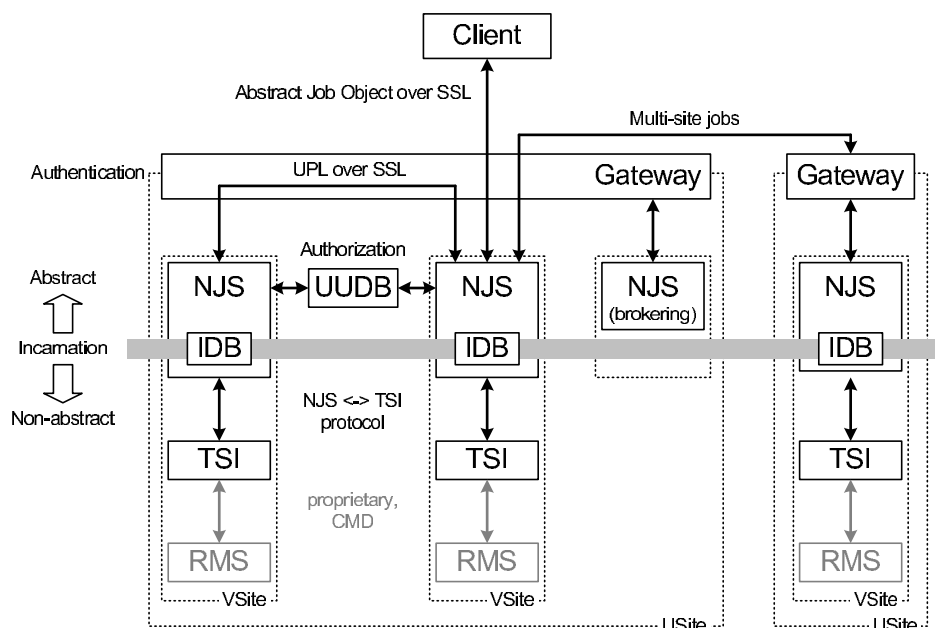 Client
Abstract Job Object over SSL
Multi-site jobs
Authentication
UPL over SSL
Gateway
Gateway
Authorization
NJS
UUDB
NJS
NJS
(brokering)
NJS
Abstract
Incarnation
Non-abstract
IDB
IDB
IDB
NJS <-> TSI
protocol
TSI
TSI
TSI
proprietary,
CMD
RMS
RMS
RMS
VSite
VSite
VSite
USite
USite